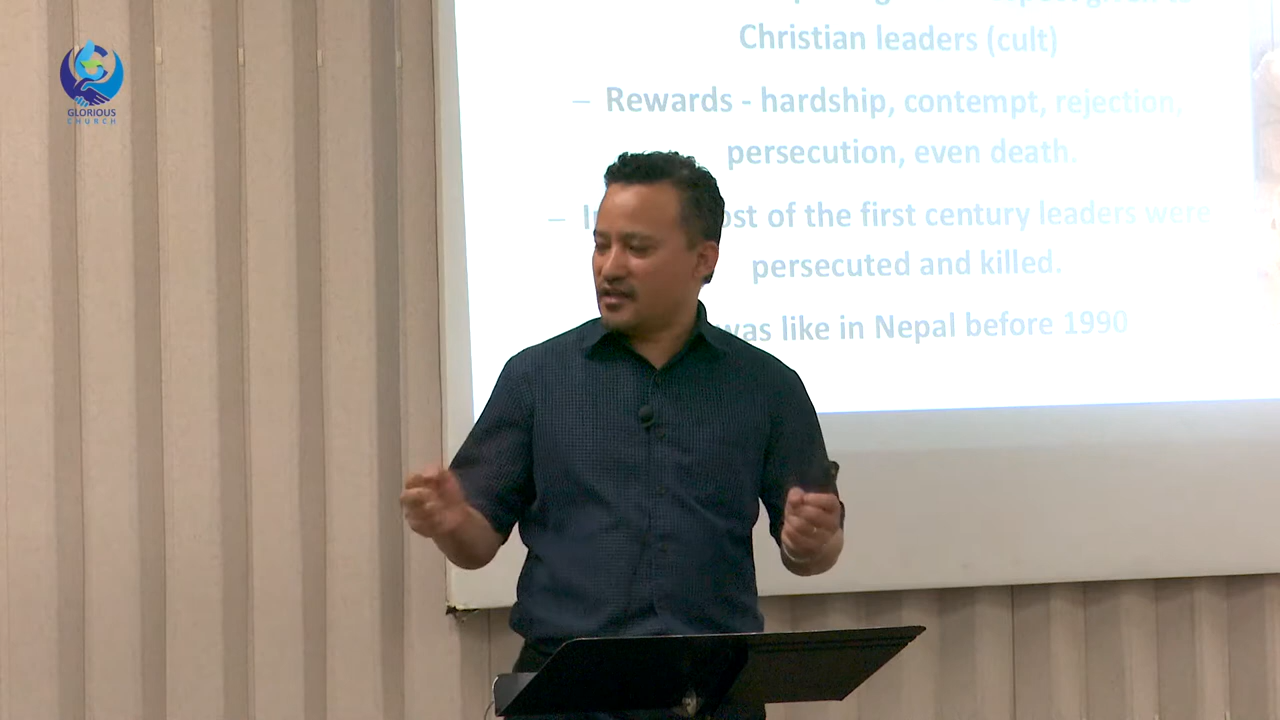 GLORIOUS
CHURCH
Christian leaders (cult)
– Rewards - hardship, contempt, rejection,
persecution, even death.
– of the first century leaders were
persecuted and killed.
was like in Nepal before 1990